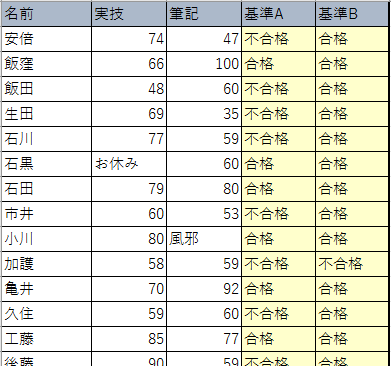 名前 実技 筆記 基準A 基準B
安倍 74 47 不合格 合格
飯窪 66 100 合格 合格
飯田 48 60 不合格 合格
生田 69 35 不合格 合格
石川 77 59 不合格 合格
石黒 お休み 60 合格 合格
石田 79 80 合格 合格
市井 60 53 不合格 合格
小川 80 風邪 合格 合格
加護 58 59 不合格 不合格
亀井 70 92 合格 合格
久住 59 60 不合格 合格
工藤 85 77 合格 合格
後藤 90 59 不合格 合格